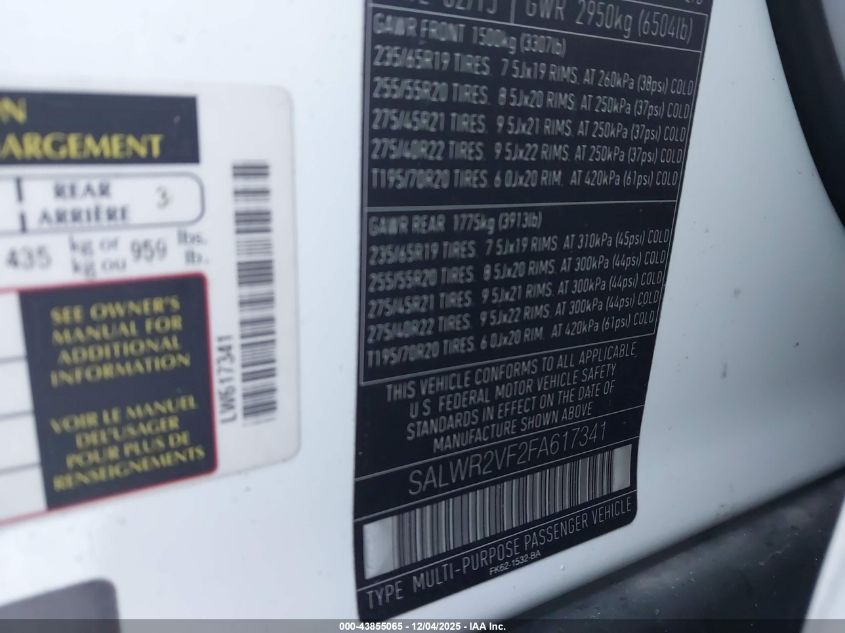 N
ARGEMENT
REAR
ARRIÈRE 3
435 kg or 959 lbs.
kg ou lb.
SEE OWNER'S
MANUAL FOR
ADDITIONAL
INFORMATION
VOIR LE MANUEL
DE L'USAGER
POUR PLUS DE
RENSEIGNEMENTS
LW617341
02/15 GWR 2950kg (6504lb)
GAWR FRONT 1500kg (3307lb)
235/65R19 TIRES. 7 5Jx19 RIMS. AT 260kPa (38psi) COLD
255/55R20 TIRES. 8 5Jx20 RIMS. AT 250kPa (37psi) COLD
275/45R21 TIRES. 9 5Jx21 RIMS. AT 250kPa (37psi) COLD
275/40R22 TIRES. 9 5Jx22 RIMS. AT 250kPa (37psi) COLD
T195/70R20 TIRES. 6 0Jx20 RIM. AT 420kPa (61psi) COLD
GAWR REAR 1775kg (3913lb)
235/65R19 TIRES. 7 5Jx19 RIMS. AT 310kPa (45psi) COLD
255/55R20 TIRES. 8 5Jx20 RIMS. AT 300kPa (44psi) COLD
275/45R21 TIRES. 9 5Jx21 RIMS. AT 300kPa (44psi) COLD
275/40R22 TIRES. 9 5Jx22 RIMS. AT 300kPa (44psi) COLD
T195/70R20 TIRES. 6 0Jx20 RIM. AT 420kPa (61psi) COLD
THIS VEHICLE CONFORMS TO ALL APPLICABLE
U S FEDERAL MOTOR VEHICLE SAFETY
STANDARDS IN EFFECT ON THE DATE OF
MANUFACTURE SHOWN ABOVE
SALWR2VF2FA617341
TYPE MULTI-PURPOSE PASSENGER VEHICLE
FK62-1532-BA
000-43855065 - 12/04/2025 - IAA Inc.